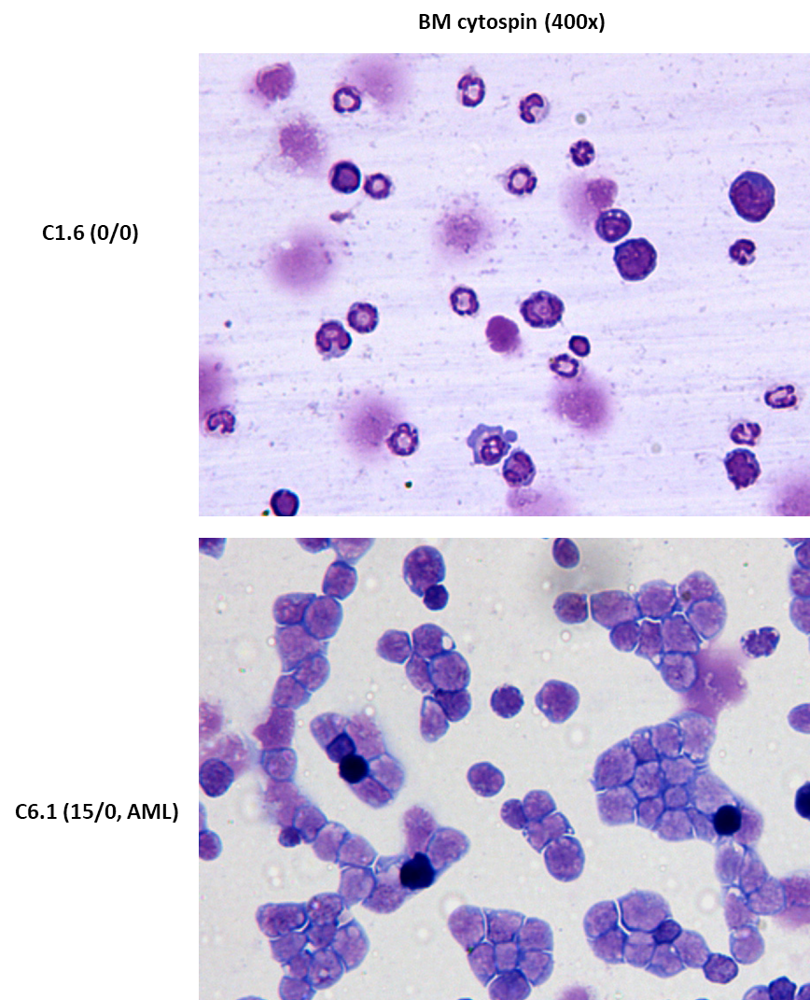 BM cytospin (400x)
C1.6 (0/0)
C6.1 (15/0, AML)